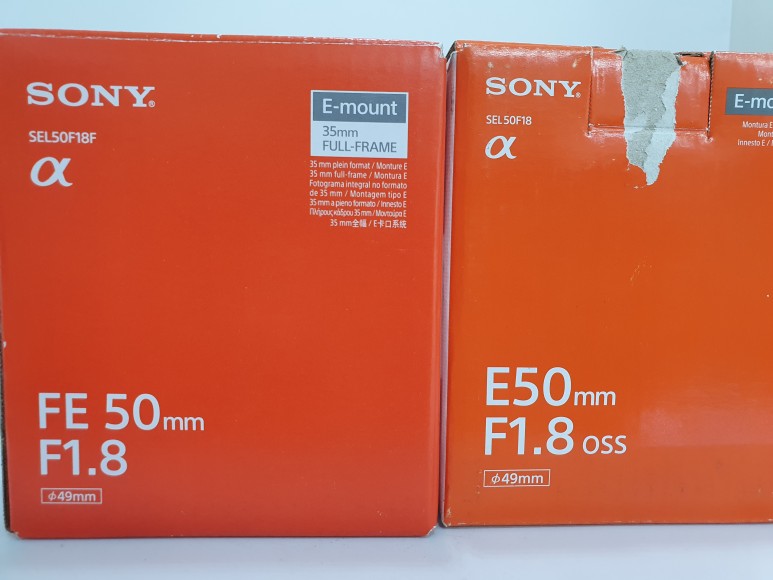 SONY®
SEL50F18F
α
E-mount
35mm
FULL-FRAME
35 mm plein format / Monture E
35 mm full-frame / Montura E
Fotograma integral no formato
de 35 mm / Montagem tipo E
35 mm a pieno formato / Innesto E
Πλήρους κάδρου 35 mm / Μοντούρα E
35 mm全幅 / E卡口系统
FE 50mm
F1.8
ϕ49mm
SONY®
SEL50F18
α
E-mo
Montura E
Mont
Innesto E /
E50mm
F1.8 OSS
ϕ49mm